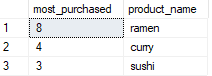 most_purchased product_name
1 8 ramen
2 4 curry
3 3 sushi